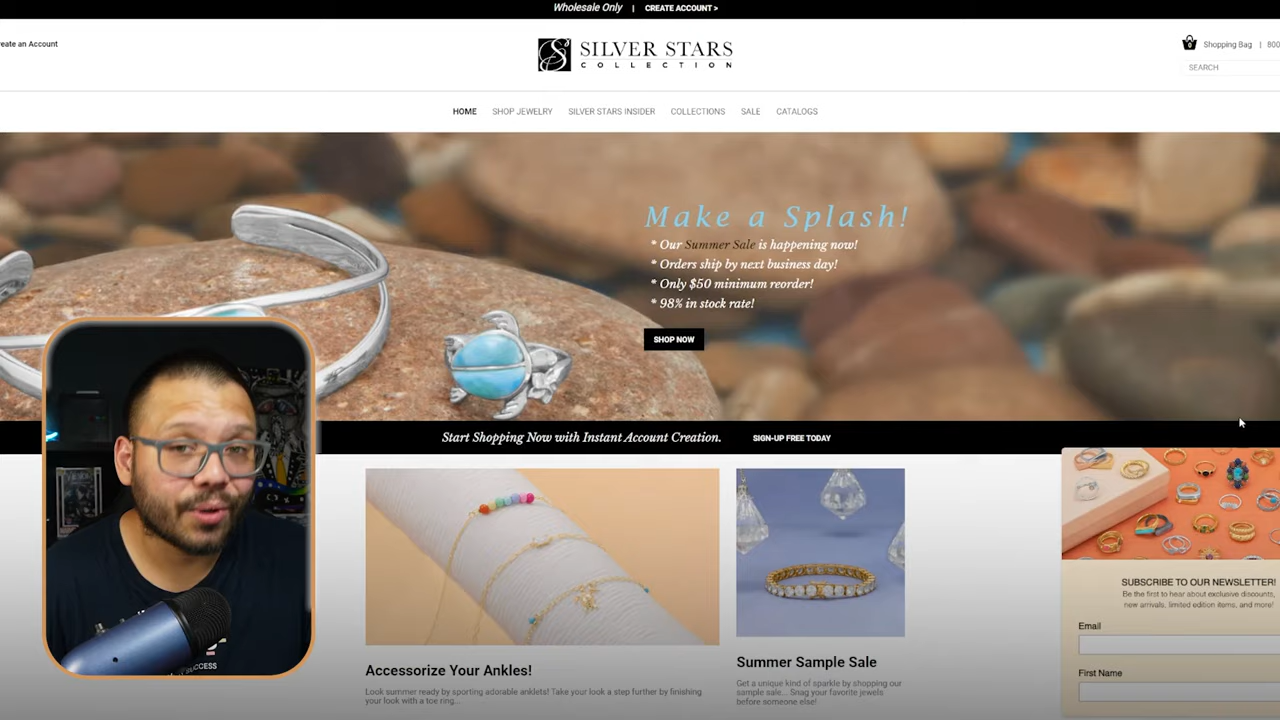 Wholesale Only | CREATE ACCOUNT >
reate an Account
SILVER STARS
COLLECTION
Shopping Bag | 800
SEARCH
HOME SHOP JEWELRY SILVER STARS INSIDER COLLECTIONS SALE CATALOGS
Make a Splash!
* Our Summer Sale is happening now!
* Orders ship by next business day!
* Only $50 minimum reorder!
* 98% in stock rate!
SHOP NOW
Start Shopping Now with Instant Account Creation. SIGN-UP FREE TODAY
Accessorize Your Ankles!
Look summer ready by sporting adorable anklets! Take your look a step further by finishing
your look with a toe ring...
Summer Sample Sale
Get a unique kind of sparkle by shopping our
sample sale... Snag your favorite jewels
before someone else!
SUBSCRIBE TO OUR NEWSLETTER!
Be the first to hear about exclusive discounts,
new arrivals, limited edition items, and more!
Email
First Name
SUCCESS